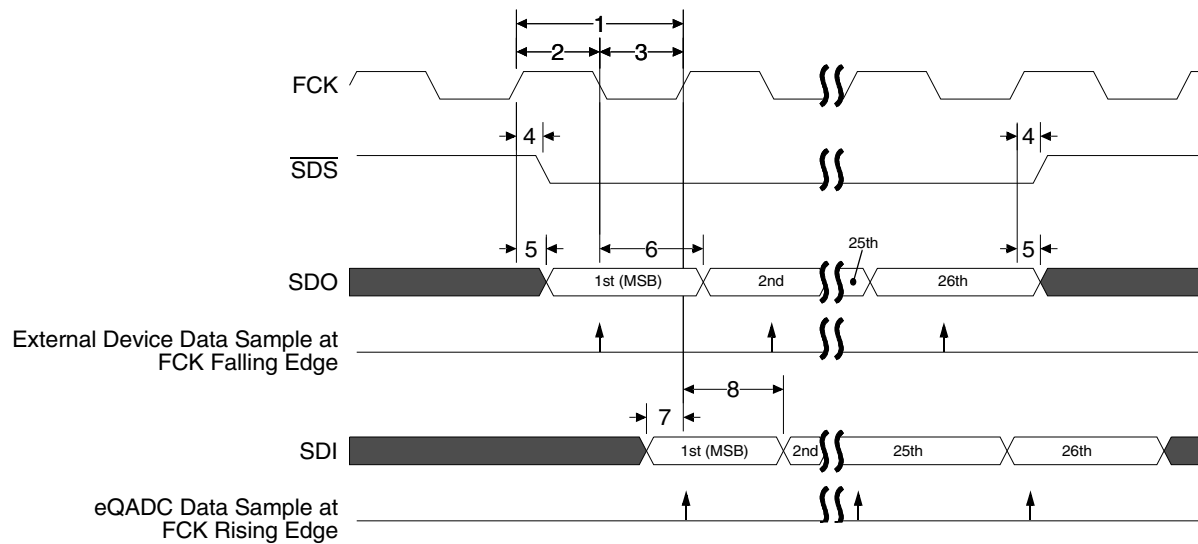 1
2 3
FCK
4 4
SDS
5 6 25th 5
SDO 1st (MSB) 2nd 26th
External Device Data Sample at
FCK Falling Edge
8
7
SDI 1st (MSB) 2nd 25th 26th
eQADC Data Sample at
FCK Rising Edge